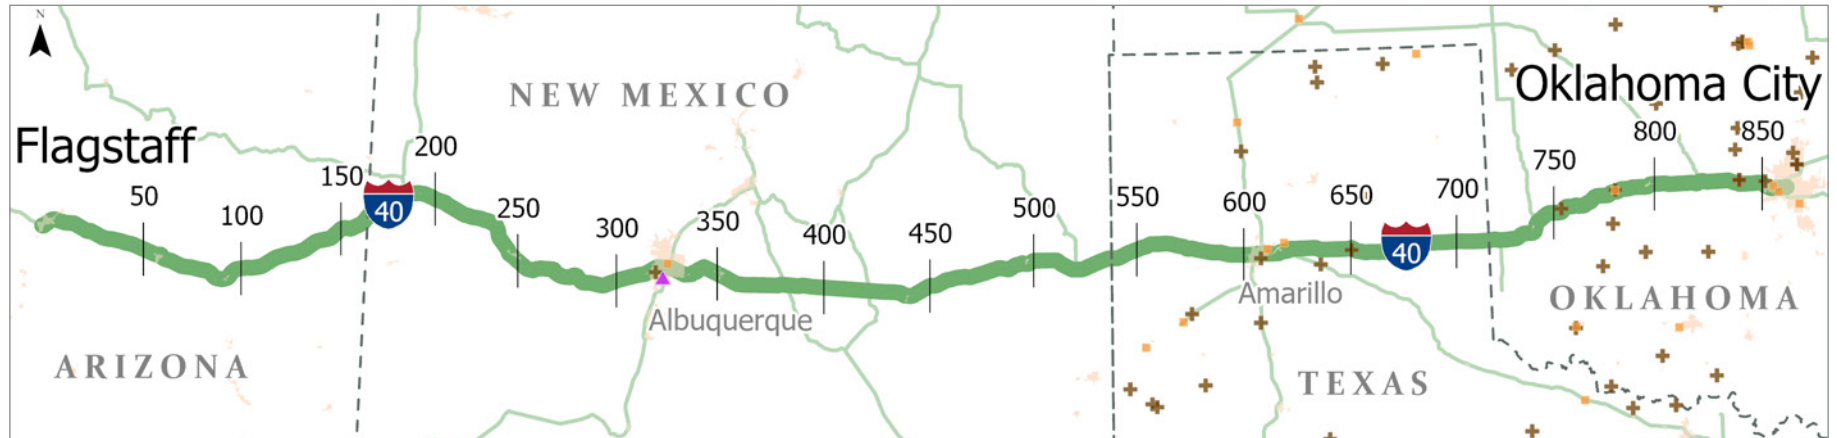 N
NEW MEXICO
Oklahoma City
Flagstaff
50
100
150
200
250
300
350
400
450
500
550
600
650
700
750
800
850
40
40
Albuquerque
Amarillo
ARIZONA
TEXAS
OKLAHOMA